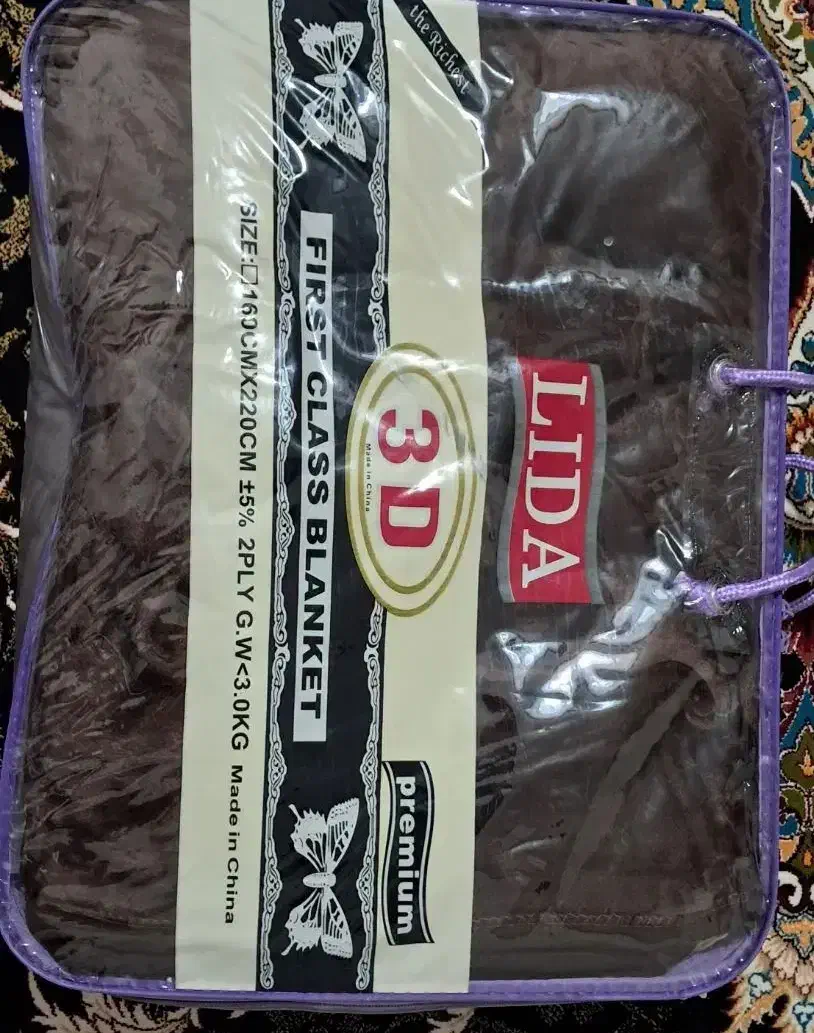 the Richest
LIDA
3D
Made in China
premium
FIRST CLASS BLANKET
SIZE:□160CMX220CM ±5% 2PLY G.W<3.0KG Made in China